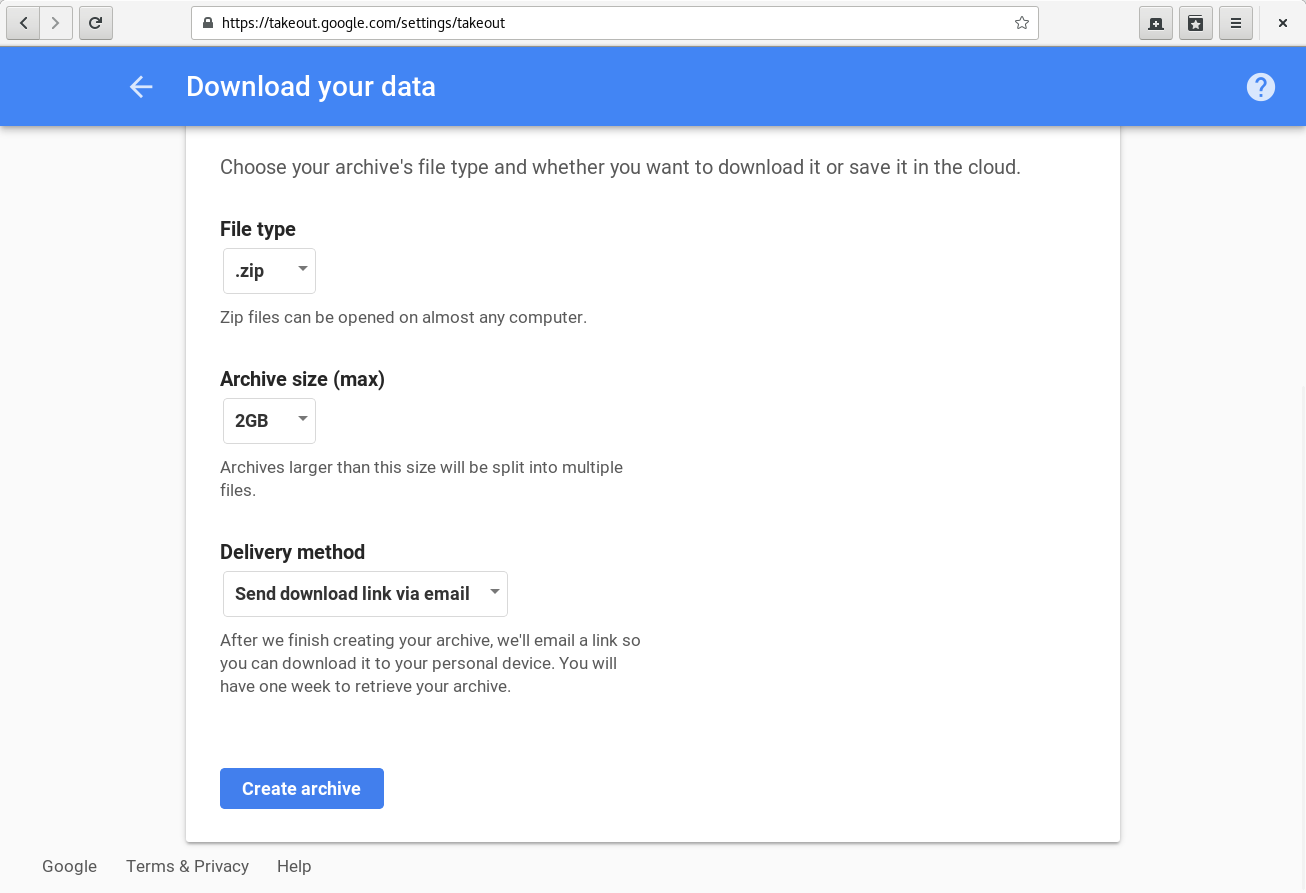 https://takeout.google.com/settings/takeout
Download your data
Choose your archive's file type and whether you want to download it or save it in the cloud.
File type
.zip
Zip files can be opened on almost any computer.
Archive size (max)
2GB
Archives larger than this size will be split into multiple
files.
Delivery method
Send download link via email
After we finish creating your archive, we'll email a link so
you can download it to your personal device. You will
have one week to retrieve your archive.
Create archive
Google Terms & Privacy Help